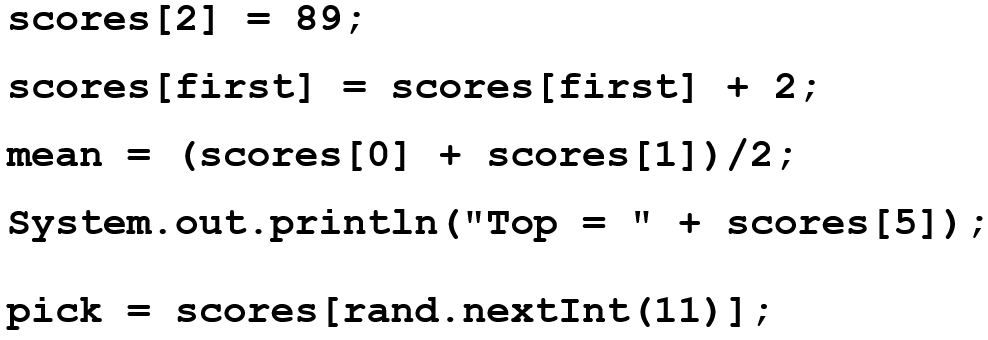 scores[2] = 89;
scores[first] = scores[first] + 2;
mean = (scores[0] + scores[1])/2;
System.out.println("Top = " + scores[5]);
pick = scores[rand.nextInt(11)];